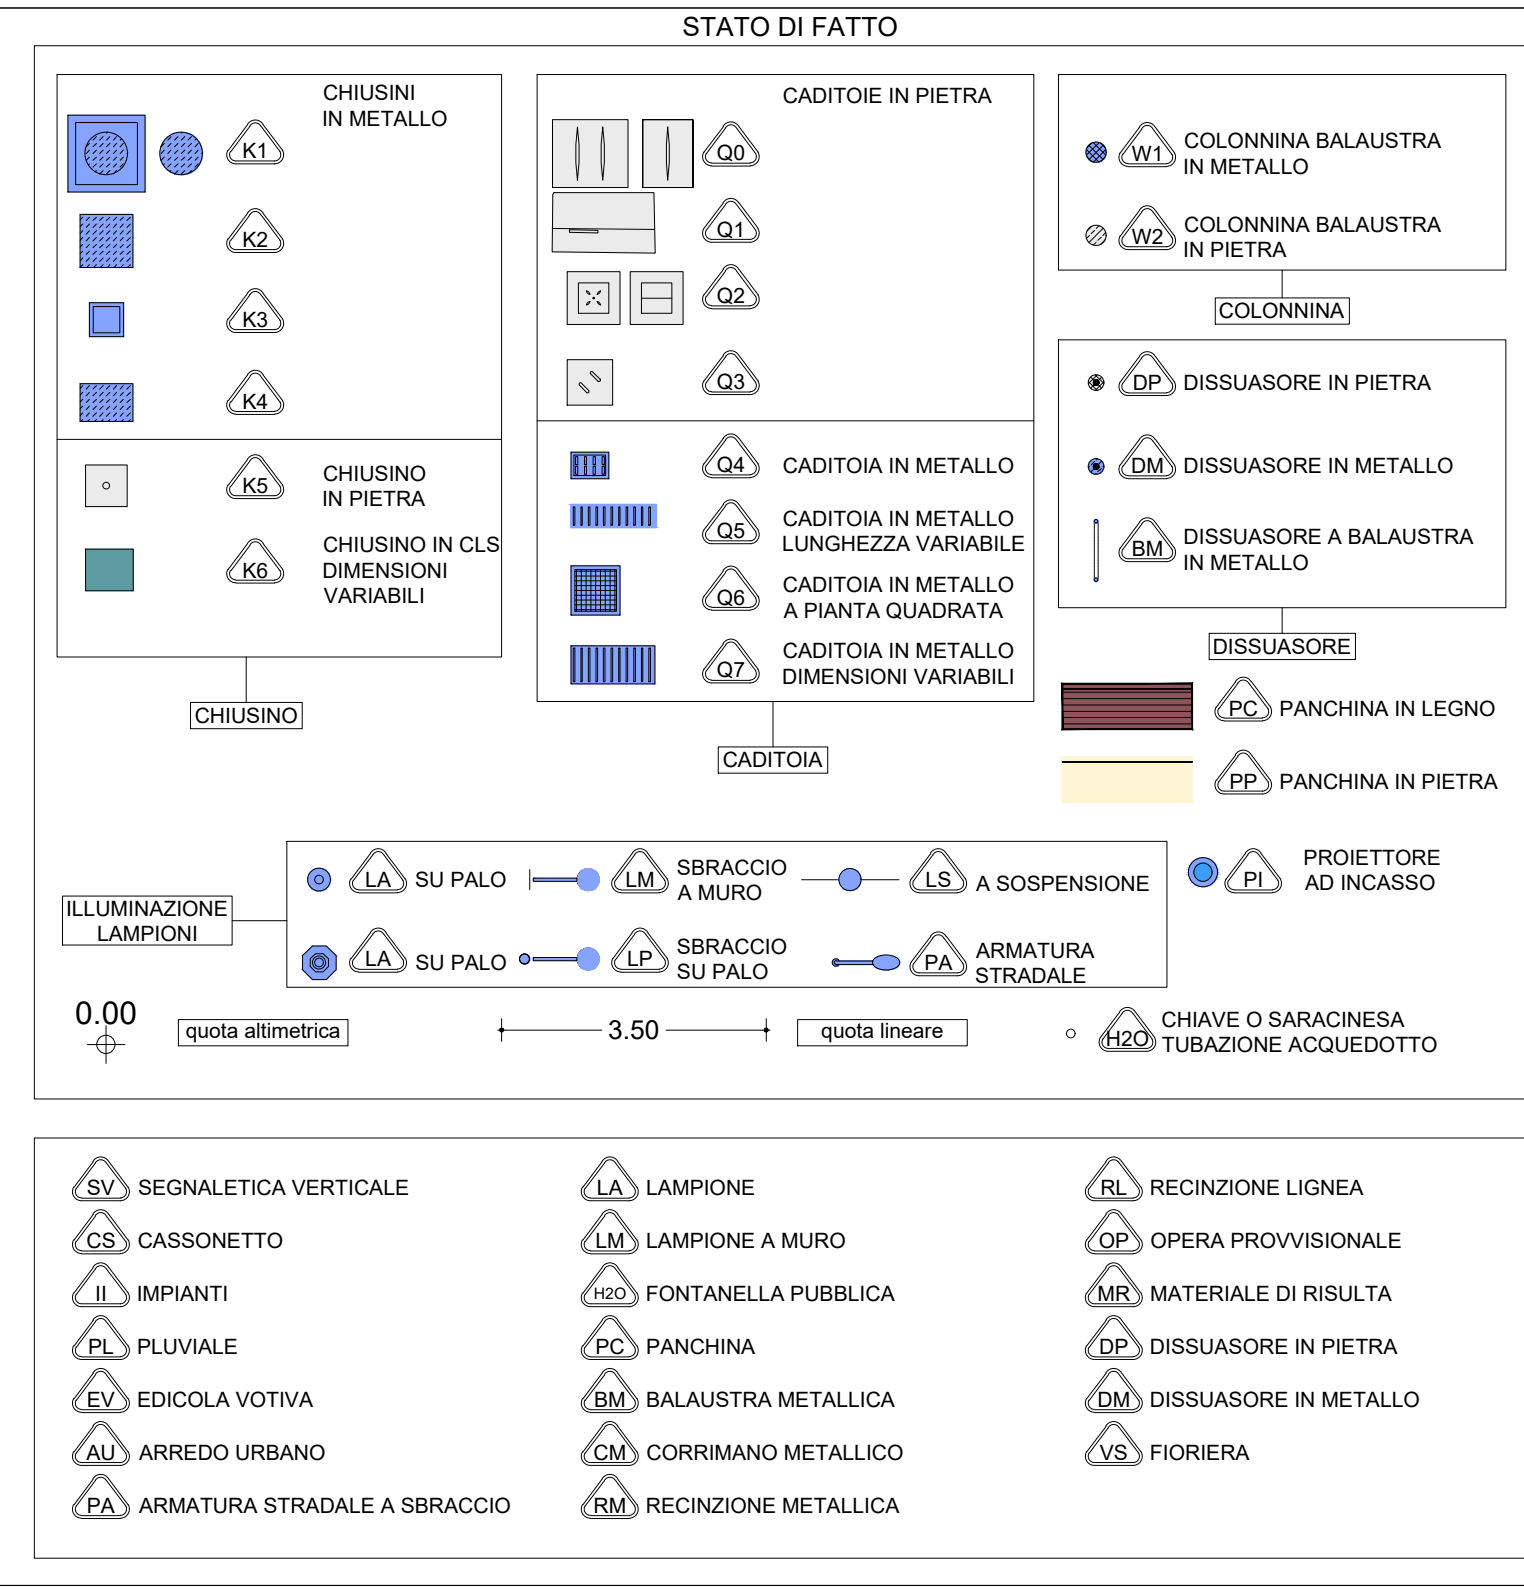 STATO DI FATTO
CHIUSINI
IN METALLO
K1
K2
K3
K4
K5
CHIUSINO
IN PIETRA
K6
CHIUSINO IN CLS
DIMENSIONI
VARIABILI
CHIUSINO
CADITOIE IN PIETRA
Q0
Q1
Q2
Q3
Q4
CADITOIA IN METALLO
Q5
CADITOIA IN METALLO
LUNGHEZZA VARIABILE
Q6
CADITOIA IN METALLO
A PIANTA QUADRATA
Q7
CADITOIA IN METALLO
DIMENSIONI VARIABILI
CADITOIA
W1
COLONNINA BALAUSTRA
IN METALLO
W2
COLONNINA BALAUSTRA
IN PIETRA
COLONNINA
DP DISSUASORE IN PIETRA
DM DISSUASORE IN METALLO
BM
DISSUASORE A BALAUSTRA
IN METALLO
DISSUASORE
PC PANCHINA IN LEGNO
PP PANCHINA IN PIETRA
ILLUMINAZIONE
LAMPIONI
LA SU PALO
LM
SBRACCIO
A MURO
LS A SOSPENSIONE
LA SU PALO
LP
SBRACCIO
SU PALO
PA
ARMATURA
STRADALE
PI
PROIETTORE
AD INCASSO
0.00
quota altimetrica
3.50
quota lineare
H2O
CHIAVE O SARACINESA
TUBAZIONE ACQUEDOTTO
SV SEGNALETICA VERTICALE
CS CASSONETTO
II IMPIANTI
PL PLUVIALE
EV EDICOLA VOTIVA
AU ARREDO URBANO
PA ARMATURA STRADALE A SBRACCIO
LA LAMPIONE
LM LAMPIONE A MURO
H2O FONTANELLA PUBBLICA
PC PANCHINA
BM BALAUSTRA METALLICA
CM CORRIMANO METALLICO
RM RECINZIONE METALLICA
RL RECINZIONE LIGNEA
OP OPERA PROVVISIONALE
MR MATERIALE DI RISULTA
DP DISSUASORE IN PIETRA
DM DISSUASORE IN METALLO
VS FIORIERA